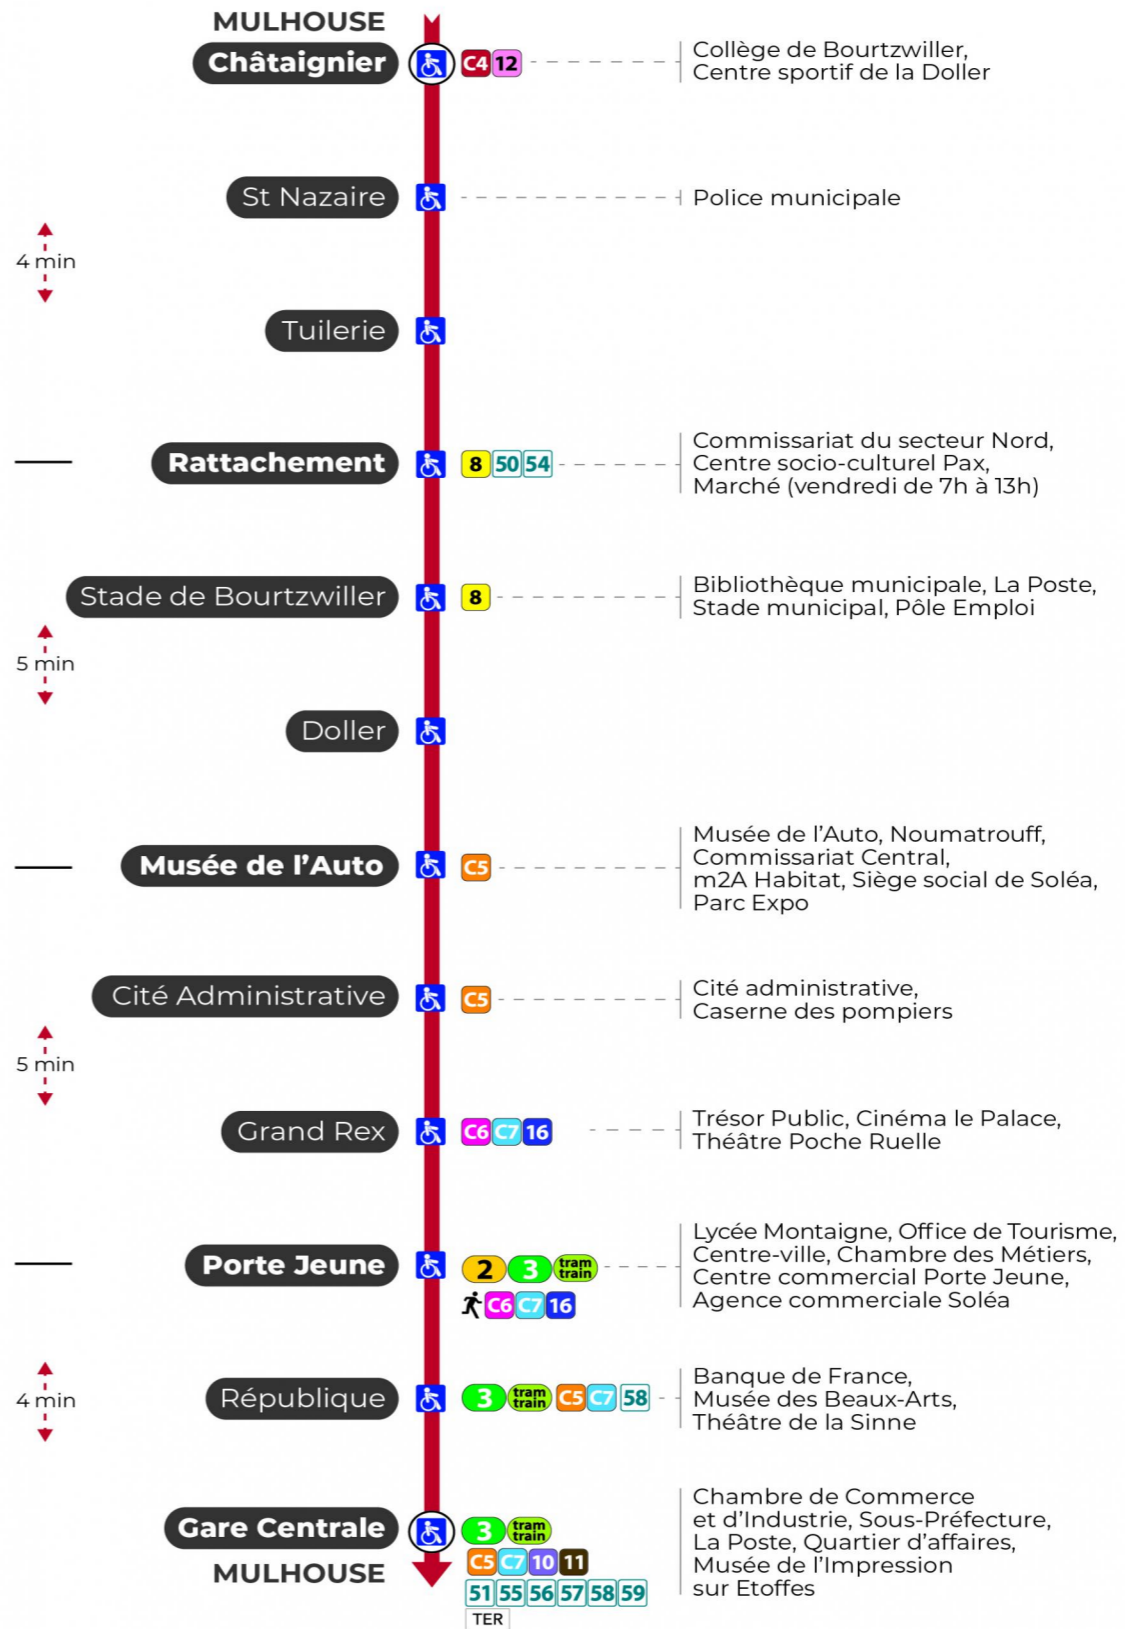 MULHOUSE
Châtaignier
C4 12
Collège de Bourtzwiller,
Centre sportif de la Doller
St Nazaire
Police municipale
4 min
Tuilerie
Rattachement
8 50 54
Commissariat du secteur Nord,
Centre socio-culturel Pax,
Marché (vendredi de 7h à 13h)
Stade de Bourtzwiller
8
Bibliothèque municipale, La Poste,
Stade municipal, Pôle Emploi
5 min
Doller
Musée de l'Auto
C5
Musée de l'Auto, Noumatrouff,
Commissariat Central,
m2A Habitat, Siège social de Soléa,
Parc Expo
Cité Administrative
C5
Cité administrative,
Caserne des pompiers
5 min
Grand Rex
C6 C7 16
Trésor Public, Cinéma le Palace,
Théâtre Poche Ruelle
Porte Jeune
2 3 tram train
C6 C7 16
Lycée Montaigne, Office de Tourisme,
Centre-ville, Chambre des Métiers,
Centre commercial Porte Jeune,
Agence commerciale Soléa
4 min
République
3 tram train C5 C7 58
Banque de France,
Musée des Beaux-Arts,
Théâtre de la Sinne
Gare Centrale
MULHOUSE
3 tram train
C5 C7 10 11
51 55 56 57 58 59
TER
Chambre de Commerce
et d'Industrie, Sous-Préfecture,
La Poste, Quartier d'affaires,
Musée de l'Impression
sur Etoffes